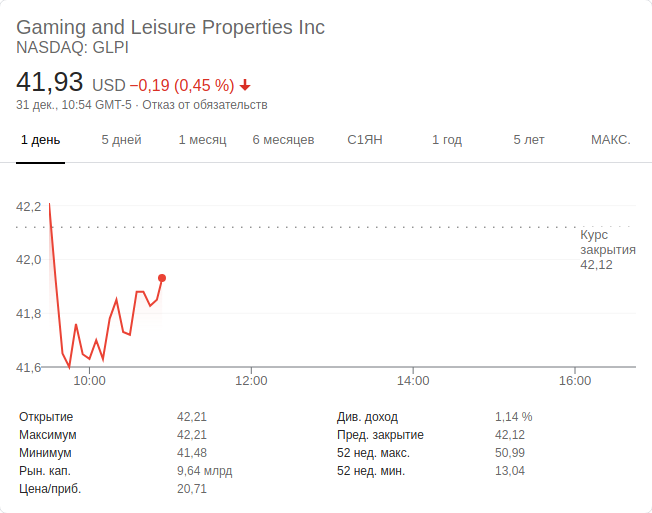 Gaming and Leisure Properties Inc
NASDAQ: GLPI
41,93 USD −0,19 (0,45 %)
31 дек., 10:54 GMT-5 · Отказ от обязательств
1 день 5 дней 1 месяц 6 месяцев С1ЯН 1 год 5 лет МАКС.
42,2
Курс
закрытия
42,12
42,0
41,8
41,6
10:00 12:00 14:00 16:00
Открытие 42,21 Див. доход 1,14 %
Максимум 42,21 Пред. закрытие 42,12
Минимум 41,48 52 нед. макс. 50,99
Рын. кап. 9,64 млрд 52 нед. мин. 13,04
Цена/приб. 20,71